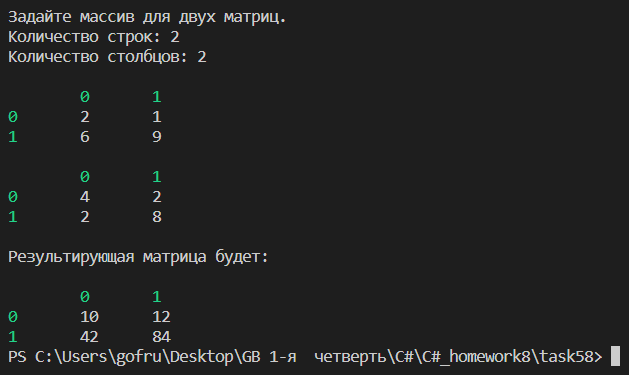 Задайте массив для двух матриц.
Количество строк: 2
Количество столбцов: 2
0 1
0 2 1
1 6 9
0 1
0 4 2
1 2 8
Результирующая матрица будет:
0 1
0 10 12
1 42 84
PS C:\Users\gofru\Desktop\GB 1-я  четверть\C#\C#_homework8\task58>